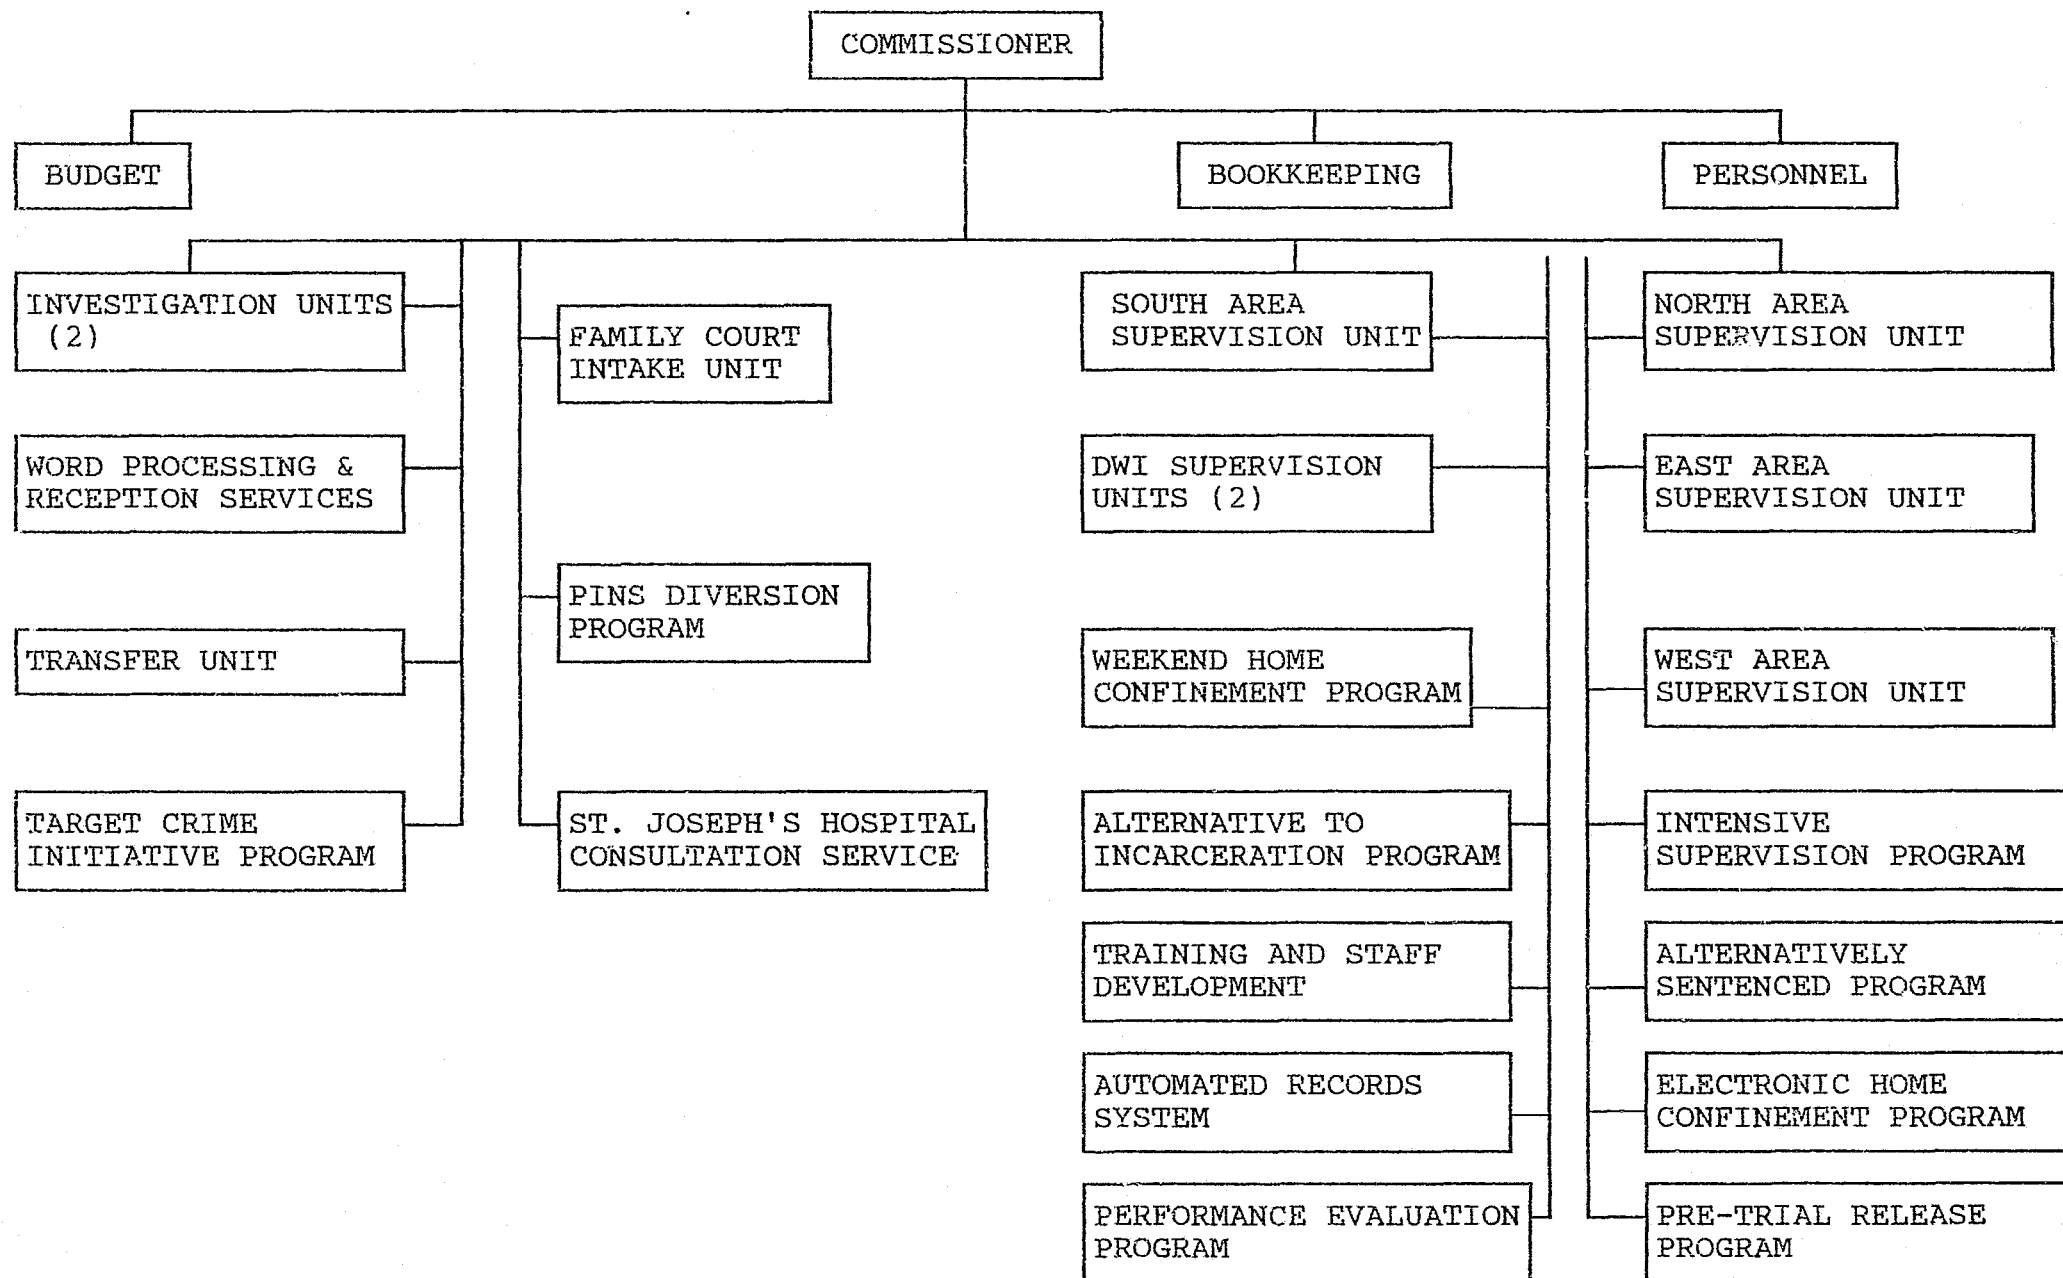 COMMISSIONER
BUDGET
BOOKKEEPING
PERSONNEL
INVESTIGATION UNITS
(2)
WORD PROCESSING &
RECEPTION SERVICES
TRANSFER UNIT
TARGET CRIME
INITIATIVE PROGRAM
FAMILY COURT
INTAKE UNIT
PINS DIVERSION
PROGRAM
ST. JOSEPH'S HOSPITAL
CONSULTATION SERVICE
SOUTH AREA
SUPERVISION UNIT
DWI SUPERVISION
UNITS (2)
WEEKEND HOME
CONFINEMENT PROGRAM
ALTERNATIVE TO
INCARCERATION PROGRAM
TRAINING AND STAFF
DEVELOPMENT
AUTOMATED RECORDS
SYSTEM
PERFORMANCE EVALUATION
PROGRAM
NORTH AREA
SUPERVISION UNIT
EAST AREA
SUPERVISION UNIT
WEST AREA
SUPERVISION UNIT
INTENSIVE
SUPERVISION PROGRAM
ALTERNATIVELY
SENTENCED PROGRAM
ELECTRONIC HOME
CONFINEMENT PROGRAM
PRE-TRIAL RELEASE
PROGRAM